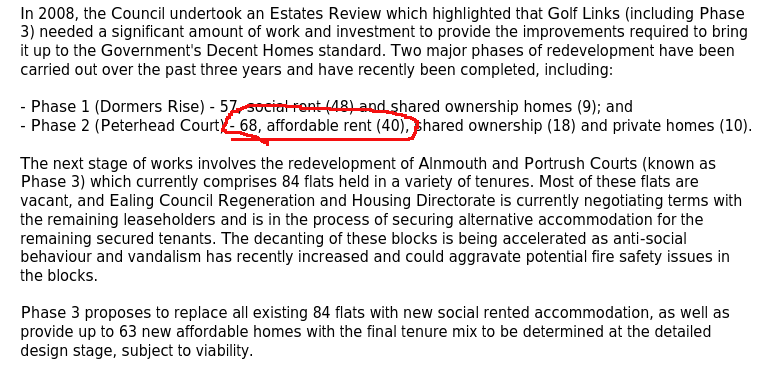 In 2008, the Council undertook an Estates Review which highlighted that Golf Links (including Phase
3) needed a significant amount of work and investment to provide the improvements required to bring
it up to the Government's Decent Homes standard. Two major phases of redevelopment have been
carried out over the past three years and have recently been completed, including:
- Phase 1 (Dormers Rise) - 57, social rent (48) and shared ownership homes (9); and
- Phase 2 (Peterhead Court) - 68, affordable rent (40), shared ownership (18) and private homes (10).
The next stage of works involves the redevelopment of Alnmouth and Portrush Courts (known as
Phase 3) which currently comprises 84 flats held in a variety of tenures. Most of these flats are
vacant, and Ealing Council Regeneration and Housing Directorate is currently negotiating terms with
the remaining leaseholders and is in the process of securing alternative accommodation for the
remaining secured tenants. The decanting of these blocks is being accelerated as anti-social
behaviour and vandalism has recently increased and could aggravate potential fire safety issues in
the blocks.
Phase 3 proposes to replace all existing 84 flats with new social rented accommodation, as well as
provide up to 63 new affordable homes with the final tenure mix to be determined at the detailed
design stage, subject to viability.